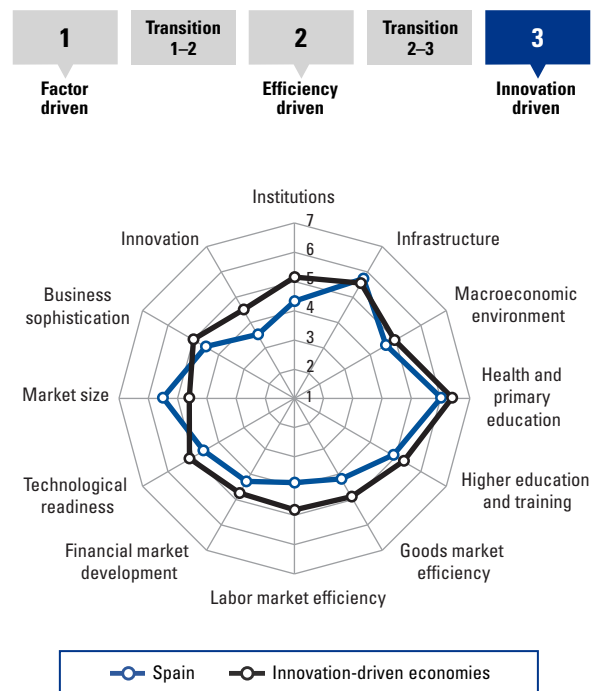 1
Transition
1–2
2
Transition
2–3
3
Factor
driven
Efficiency
driven
Innovation
driven
Institutions
7
Innovation
Infrastructure
6
5
Business
sophistication
Macroeconomic
environment
4
3
Market size
Health and
primary
education
2
1
Technological
readiness
Higher education
and training
Financial market
development
Goods market
efficiency
Labor market efficiency
Spain
Innovation-driven economies